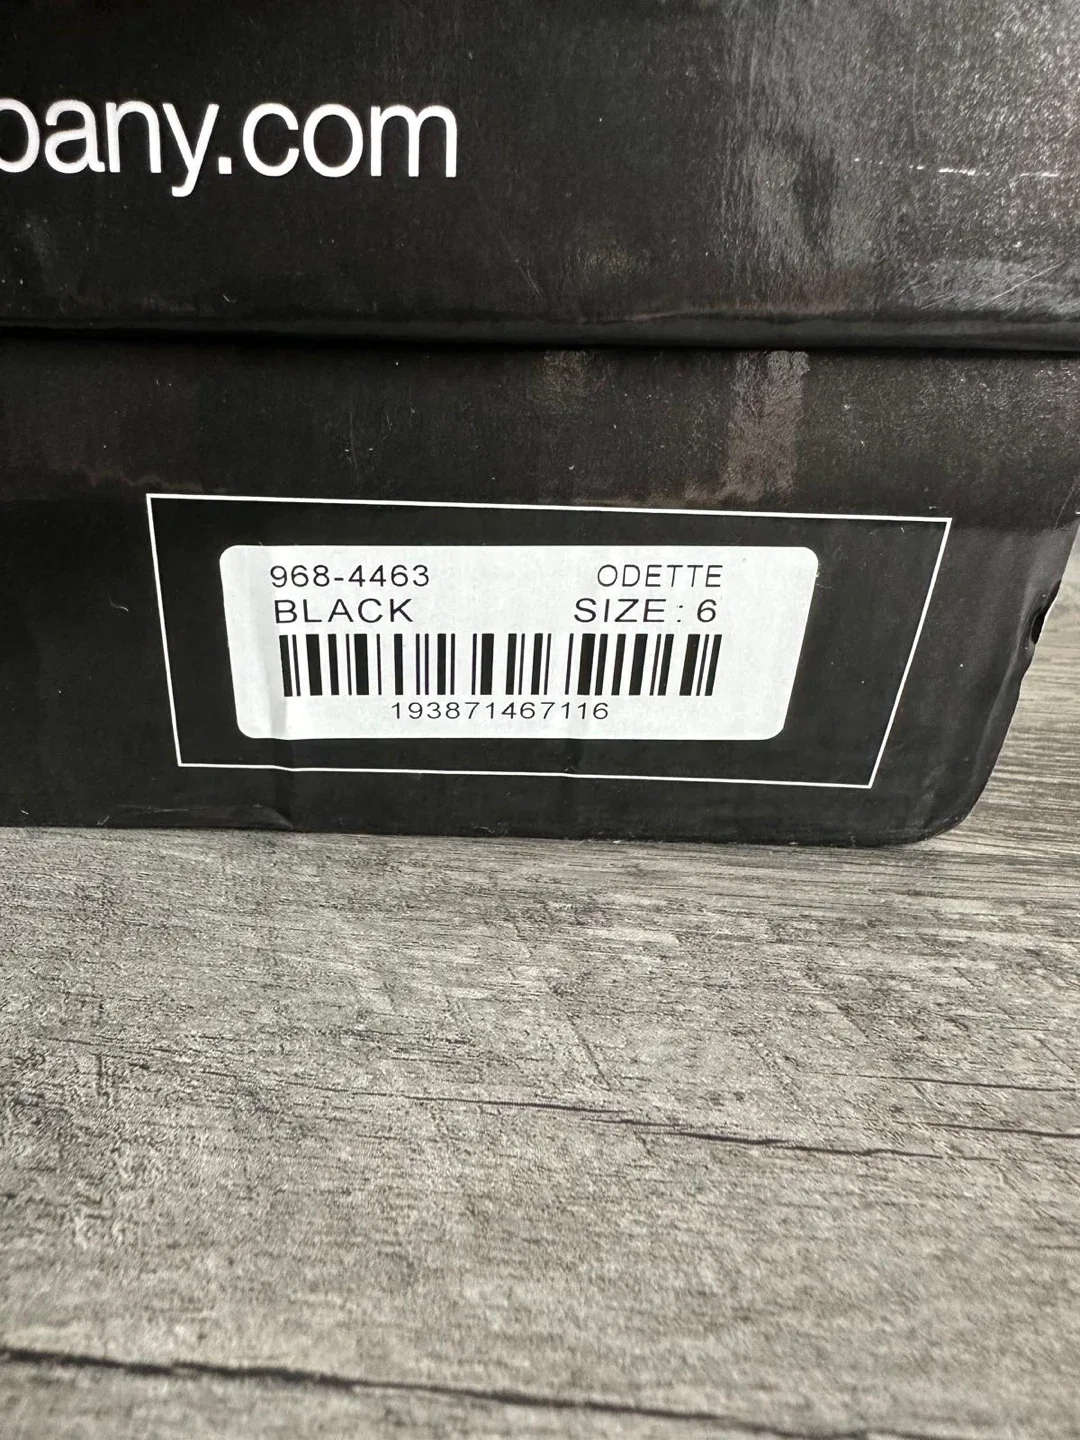 pany.com
968-4463 ODETTE
BLACK SIZE : 6
193871467116